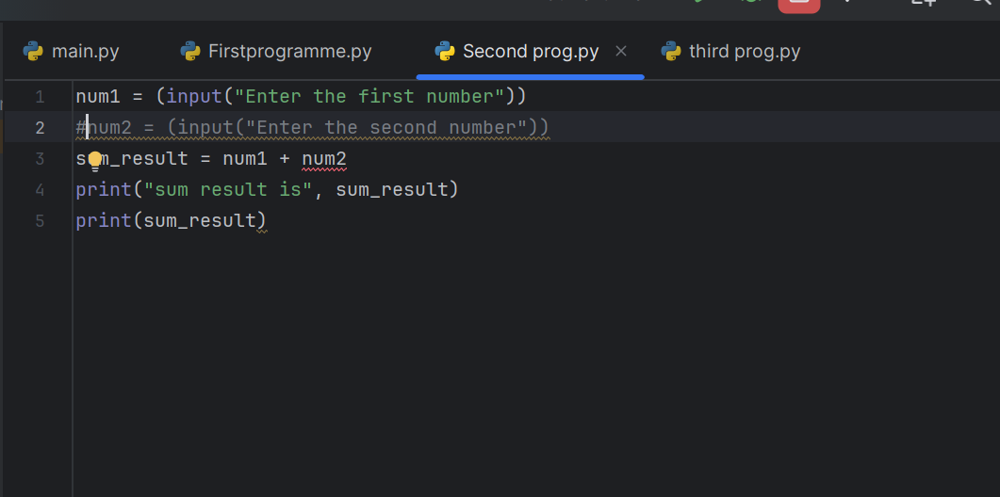 main.py Firstprogramme.py Second prog.py third prog.py
1 num1 = (input("Enter the first number"))
2 #num2 = (input("Enter the second number"))
3 sum_result = num1 + num2
4 print("sum result is", sum_result)
5 print(sum_result)